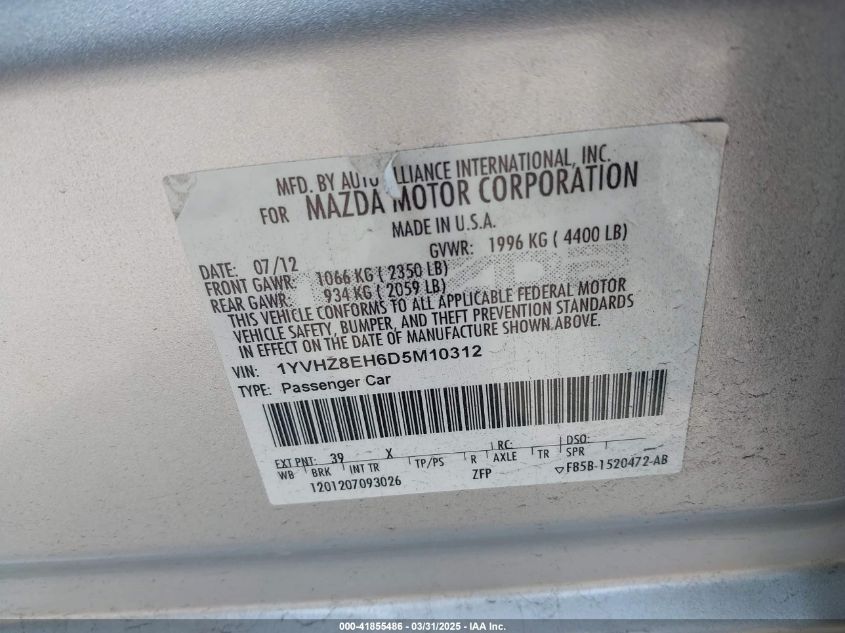 MFD. BY AUTO ALLIANCE INTERNATIONAL, INC.
FOR MAZDA MOTOR CORPORATION
MADE IN U.S.A.
DATE: 07/12 GVWR: 1996 KG ( 4400 LB)
FRONT GAWR: 1066 KG ( 2350 LB)
REAR GAWR: 934 KG ( 2059 LB)
THIS VEHICLE CONFORMS TO ALL APPLICABLE FEDERAL MOTOR
VEHICLE SAFETY, BUMPER, AND THEFT PREVENTION STANDARDS
IN EFFECT ON THE DATE OF MANUFACTURE SHOWN ABOVE.
VIN: 1YVHZ8EH6D5M10312
TYPE: Passenger Car
EXT PNT: 39 X RC: DSO:
WB BRK INT TR TP/PS R AXLE TR SPR
1201207093026 ZFP ▽FB5B-1520472-AB
000-41855486 - 03/31/2025 - IAA Inc.